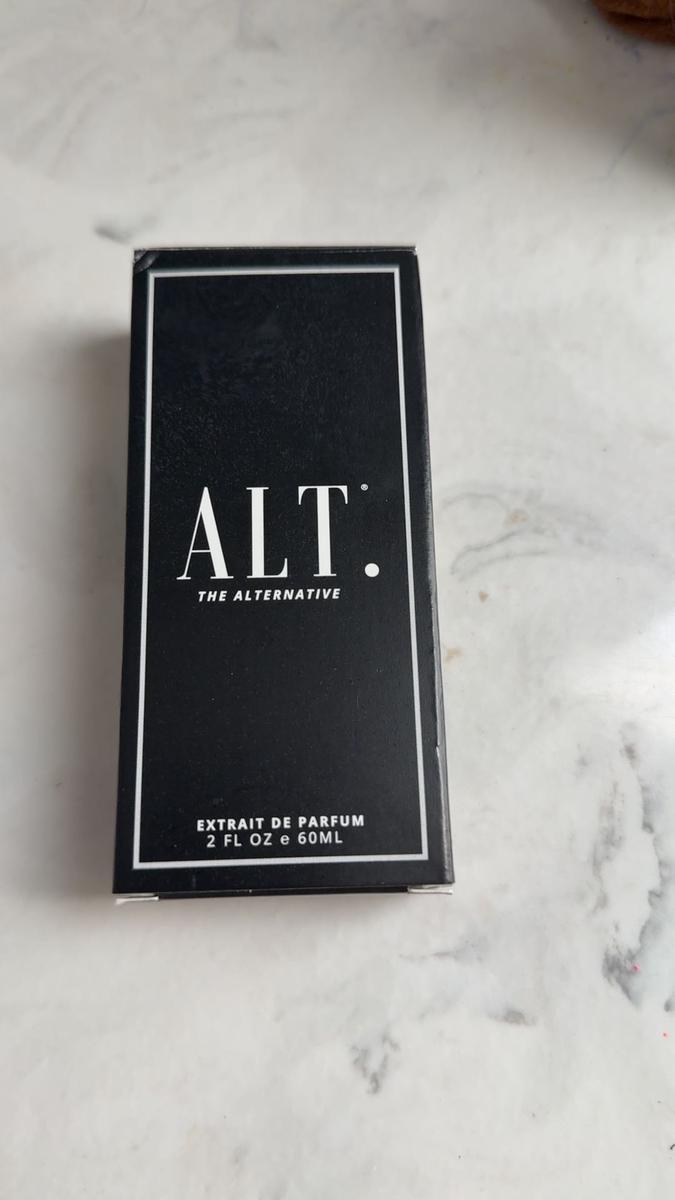 ALT.®
THE ALTERNATIVE
EXTRAIT DE PARFUM
2 FL OZ e 60ML